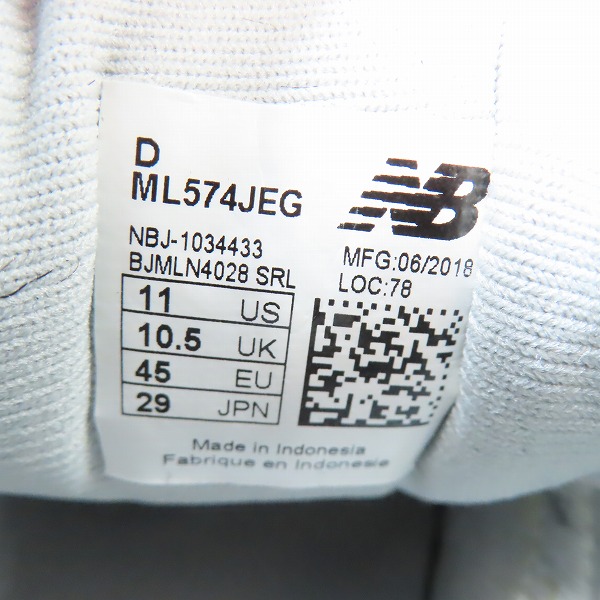 D
ML574JEG
NB
NBJ-1034433
BJMLN4028 SRL
MFG:06/2018
LOC:78
11 US
10.5 UK
45 EU
29 JPN
Made in Indonesia
Fabrique en Indonesie